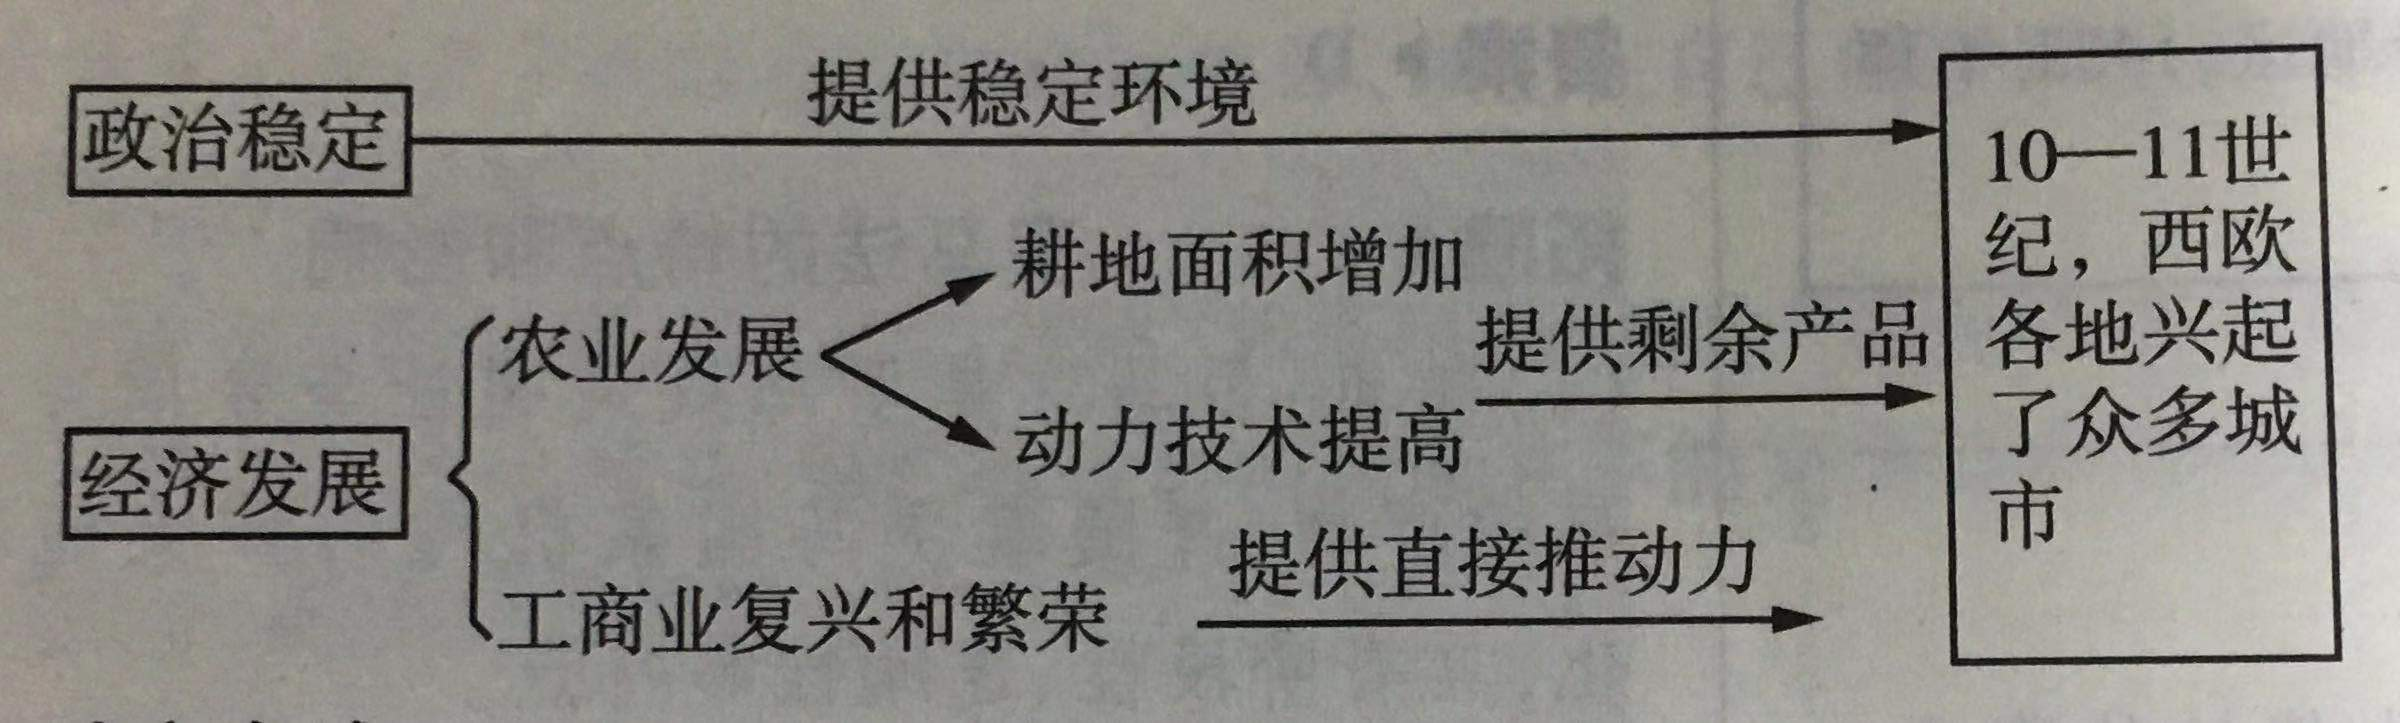 提供稳定环境
政治稳定
10—11世
纪，西欧
各地兴起
了众多城
市
耕地面积增加
农业发展
提供剩余产品
动力技术提高
经济发展
提供直接推动力
工商业复兴和繁荣